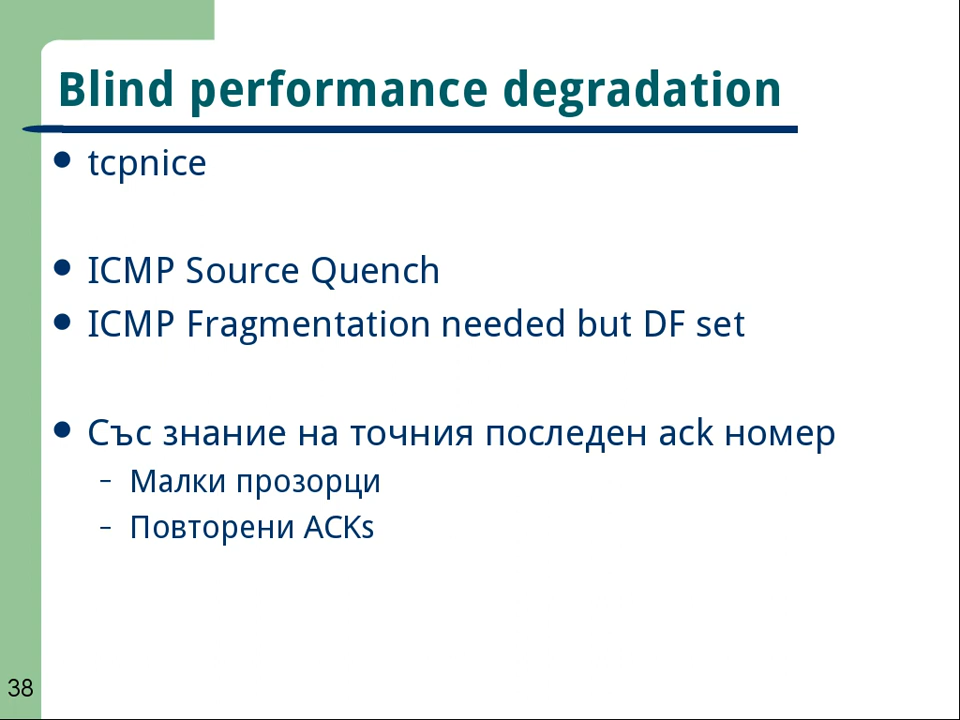 Blind performance degradation
tcpnice
ICMP Source Quench
ICMP Fragmentation needed but DF set
Със знание на точния последен ack номер
Малки прозорци
Повторени ACKs
38